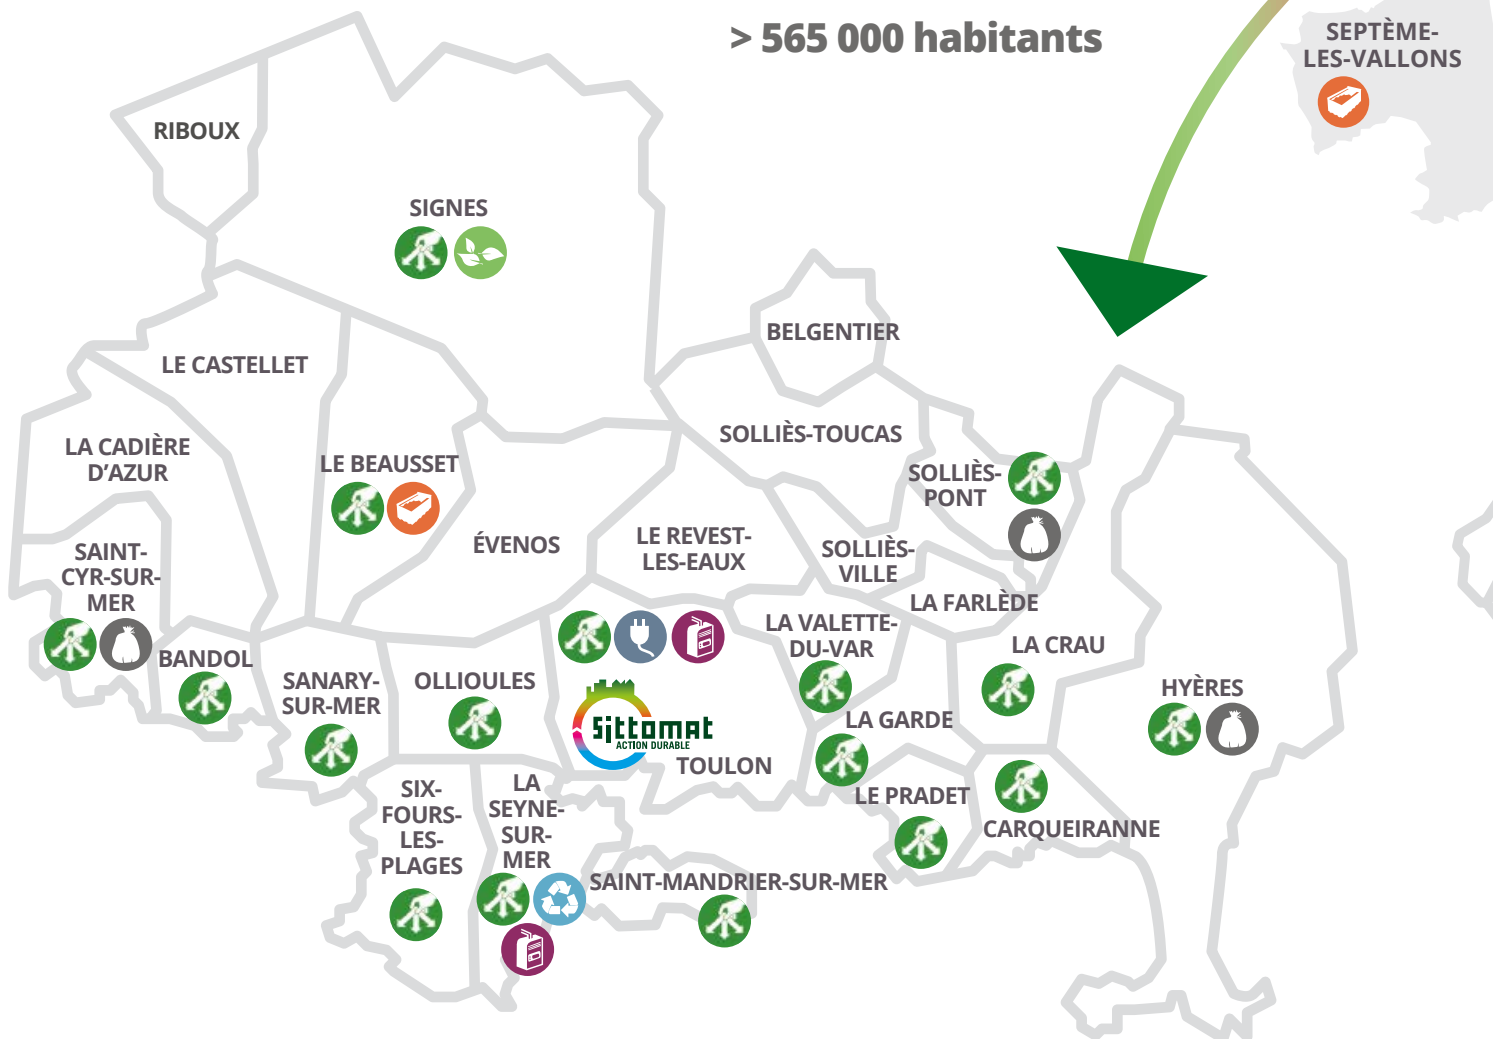 > 565 000 habitants
SEPTÈME-
LES-VALLONS
RIBOUX
SIGNES
BELGENTIER
LE CASTELLET
SOLLIÈS-TOUCAS
LA CADIÈRE
D'AZUR
LE BEAUSSET
SOLLIÈS-
PONT
ÉVENOS
LE REVEST-
LES-EAUX
SOLLIÈS-
VILLE
SAINT-
CYR-SUR-
MER
LA FARLÈDE
LA VALETTE-
DU-VAR
LA CRAU
BANDOL
SANARY-
SUR-MER
OLLIOULES
HYÈRES
Sittomat
ACTION DURABLE
TOULON
LA GARDE
SIX-
FOURS-
LES-
PLAGES
LA
SEYNE-
SUR-
MER
LE PRADET
CARQUEIRANNE
SAINT-MANDRIER-SUR-MER